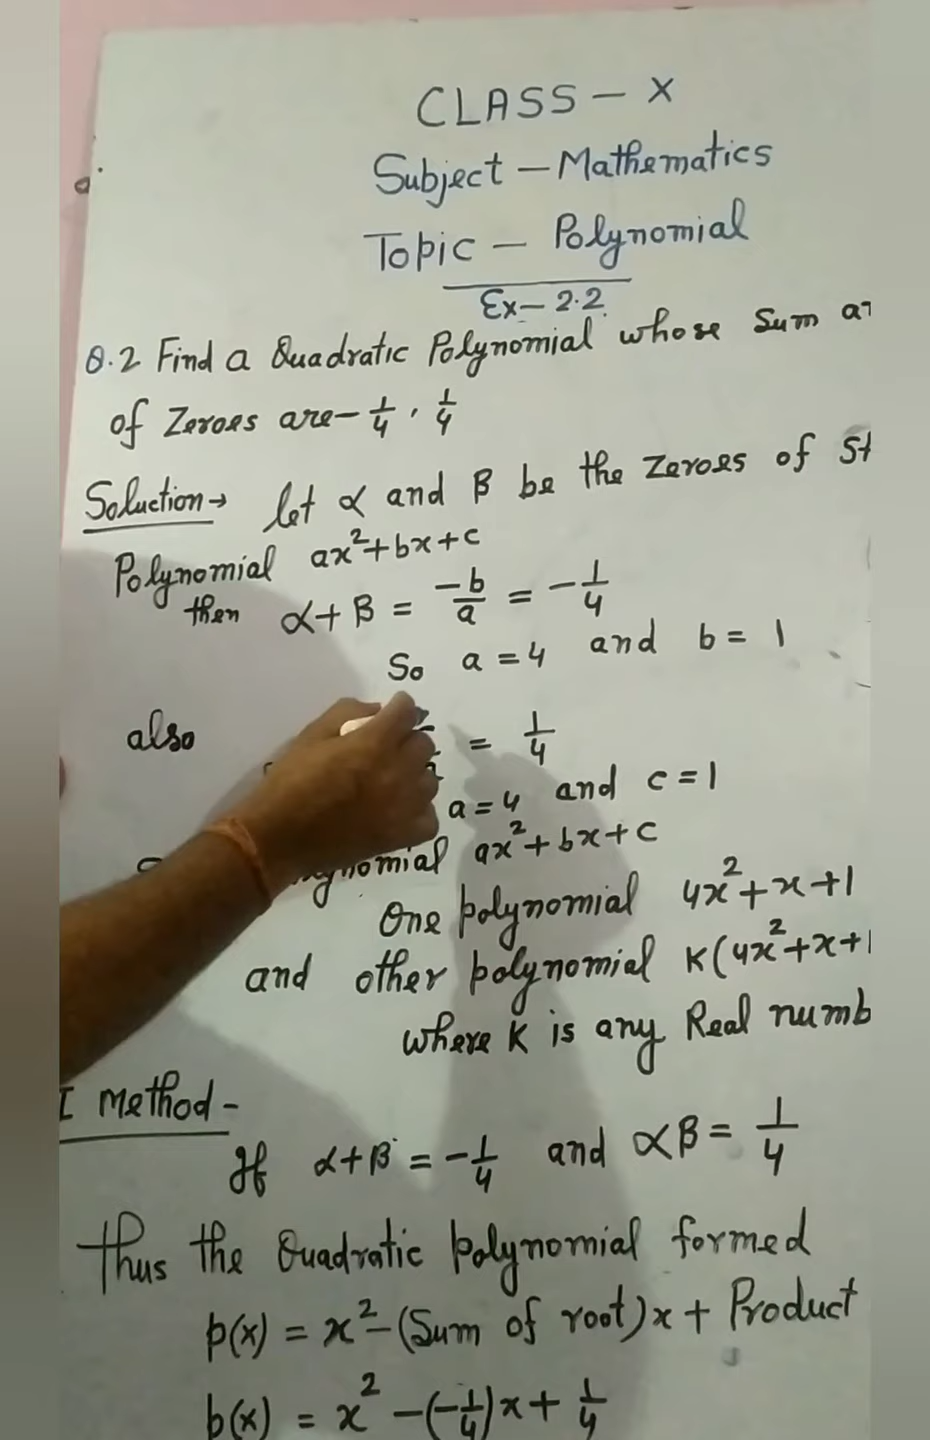 CLASS – X
Subject – Mathematics
Topic – Polynomial
Ex – 2.2
Q.2 Find a Quadratic Polynomial whose Sum
of Zeroes are – 1/4 , 1/4
Soluction → let α and β be the Zeroes of
Polynomial ax²+bx+c
then α+β = -b/a = -1/4
So a = 4 and b = 1
also = 1/4
a = 4 and c = 1
ax²+bx+c
One polynomial 4x²+x+1
and other polynomial K(4x²+x+1
where K is any Real
Method –
If α+β = -1/4 and αβ = 1/4
Thus the Quadratic polynomial formed
p(x) = x² – (Sum of root)x + Product
p(x) = x² – (-1/4)x + 1/4